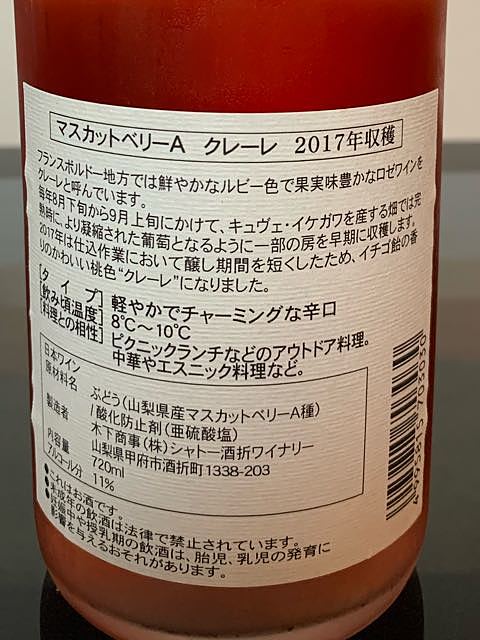 マスカットベリーA クレーレ 2017年収穫
フランスボルドー地方では鮮やかなルビー色で果実味豊かなロゼワインを
クレーレと呼んでいます。
毎年8月下旬から9月上旬にかけて、キュヴェ・イケガワを産する畑では完
熟時に、より凝縮された葡萄となるように一部の房を早期に収穫します。
2017年は仕込作業において醸し期間を短くしたため、イチゴ飴の香
りのかわいい桃色“クレーレ”になりました。
[タイプ] 軽やかでチャーミングな辛口
[飲み頃温度] 8℃～10℃
[料理との相性] ピクニックランチなどのアウトドア料理。
中華やエスニック料理など。
日本ワイン
原材料名 ぶどう(山梨県産マスカットベリーA種)
/酸化防止剤(亜硫酸塩)
製造者 木下商事(株)シャトー酒折ワイナリー
山梨県甲府市酒折町1338-203
内容量 720ml
アルコール分 11%
●これはお酒です。
●未成年の飲酒は法律で禁止されています。
●妊娠中や授乳期の飲酒は、胎児、乳児の発育に
影響を与えるおそれがあります。